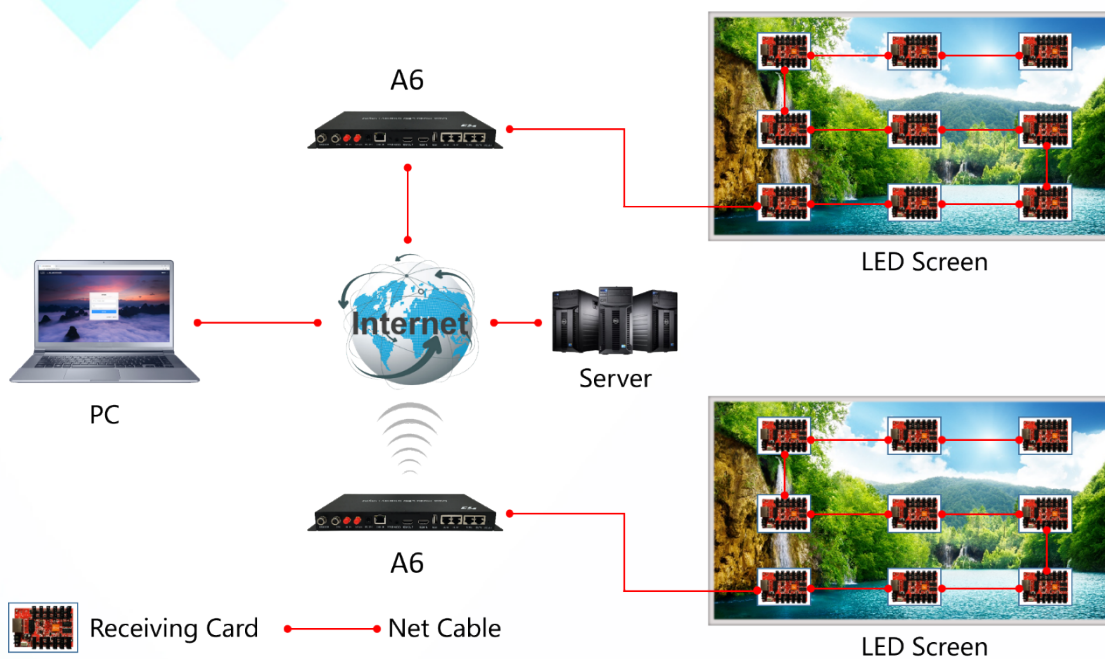 A6
LED Screen
Internet
Server
PC
A6
Receiving Card
Net Cable
LED Screen